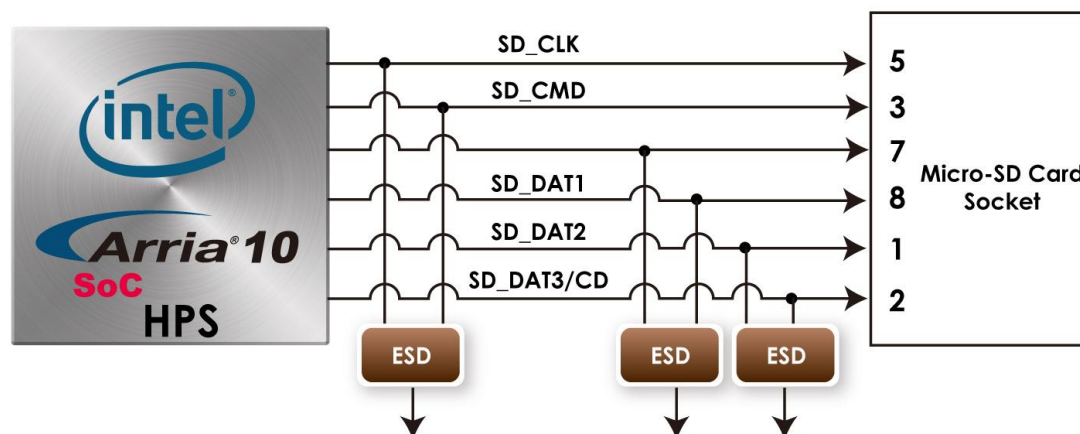 SD_CLK
5
SD_CMD
3
7
SD_DAT1
8
SD_DAT2
1
SD_DAT3/CD
2
intel®
Arria® 10
SoC
HPS
Micro-SD Card
Socket
ESD
ESD
ESD